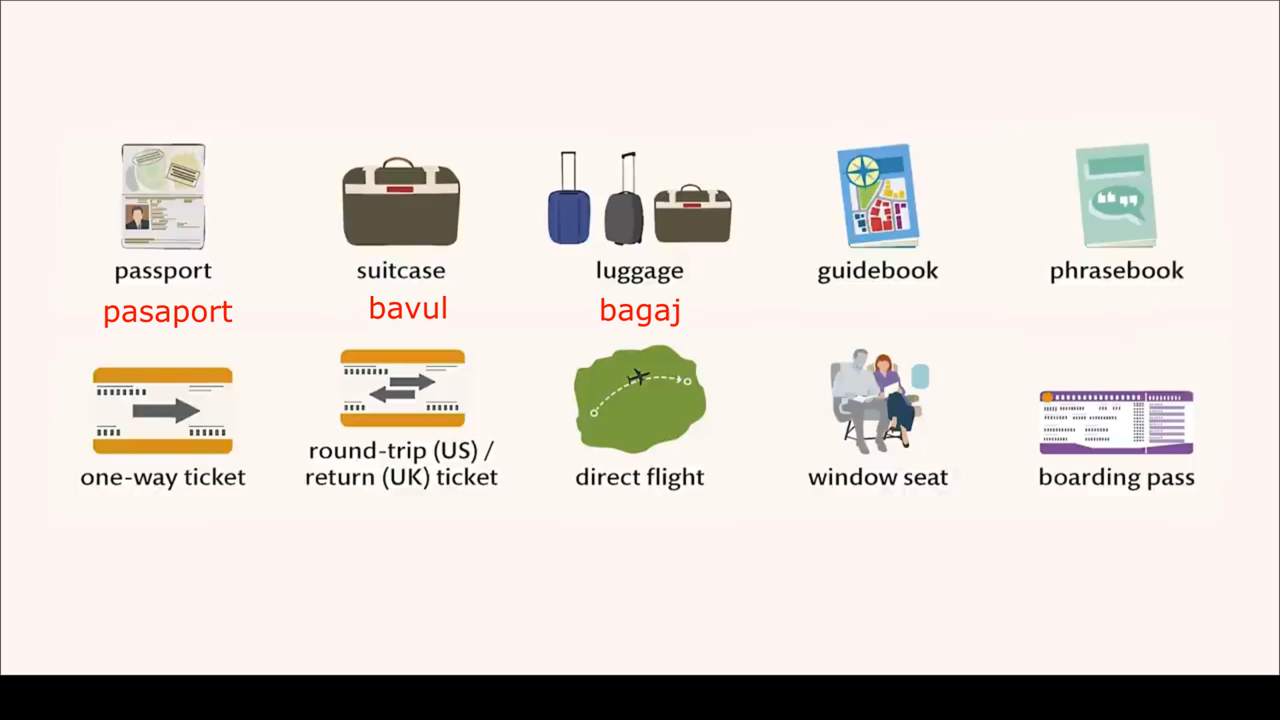 passport
suitcase
luggage
guidebook
phrasebook
pasaport
bavul
bagaj
one-way ticket
round-trip (US) /
return (UK) ticket
direct flight
window seat
boarding pass